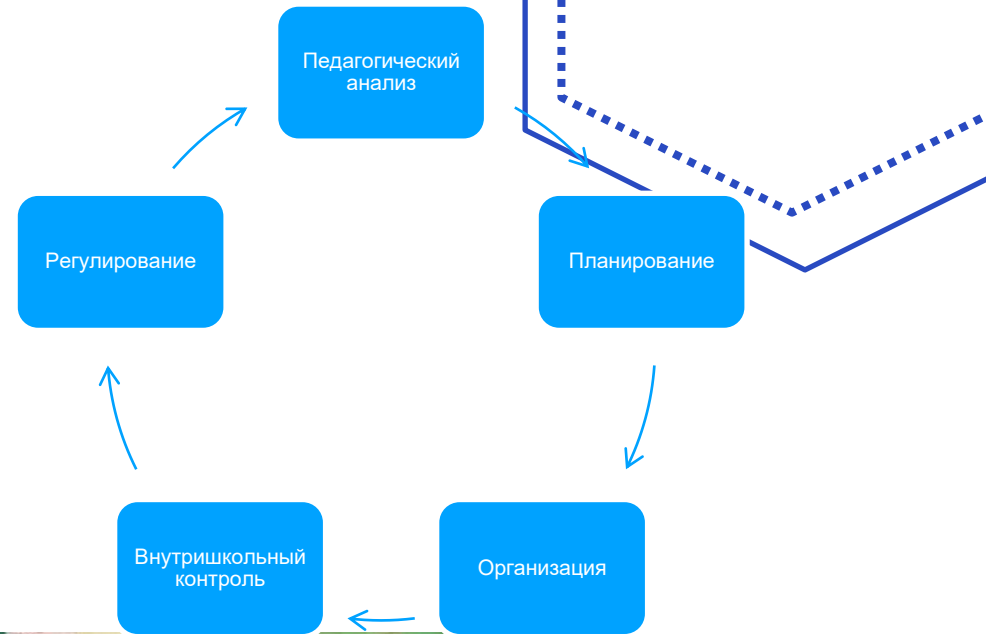 Педагогический
анализ
Планирование
Организация
Внутришкольный
контроль
Регулирование